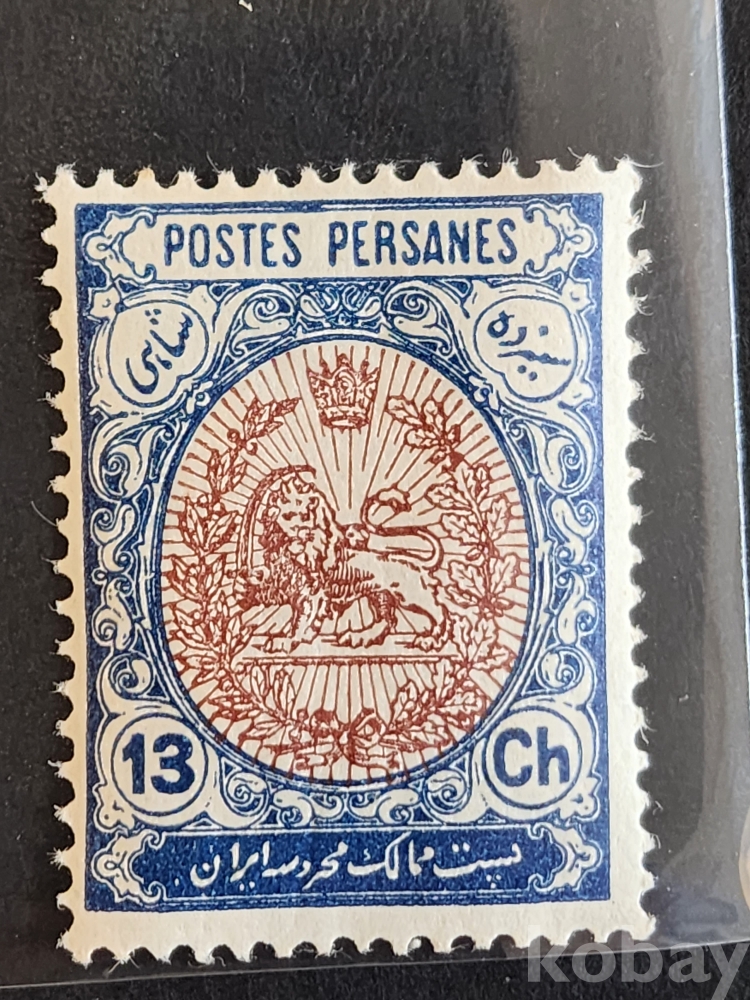 POSTES PERSANES
سیزده
شاهی
13
Ch
پست ممالک محروسه ایران
kobay